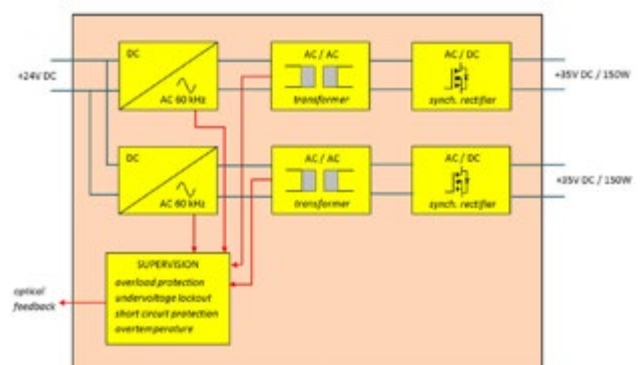 DC
AC 60 kHz
AC / AC
transformer
AC / DC
synch. rectifier
+24V DC
+35V DC / 150W
DC
AC 60 kHz
AC / AC
transformer
AC / DC
synch. rectifier
+35V DC / 150W
SUPERVISION
overload protection
undervoltage lockout
short circuit protection
overtemperature
optical
feedback